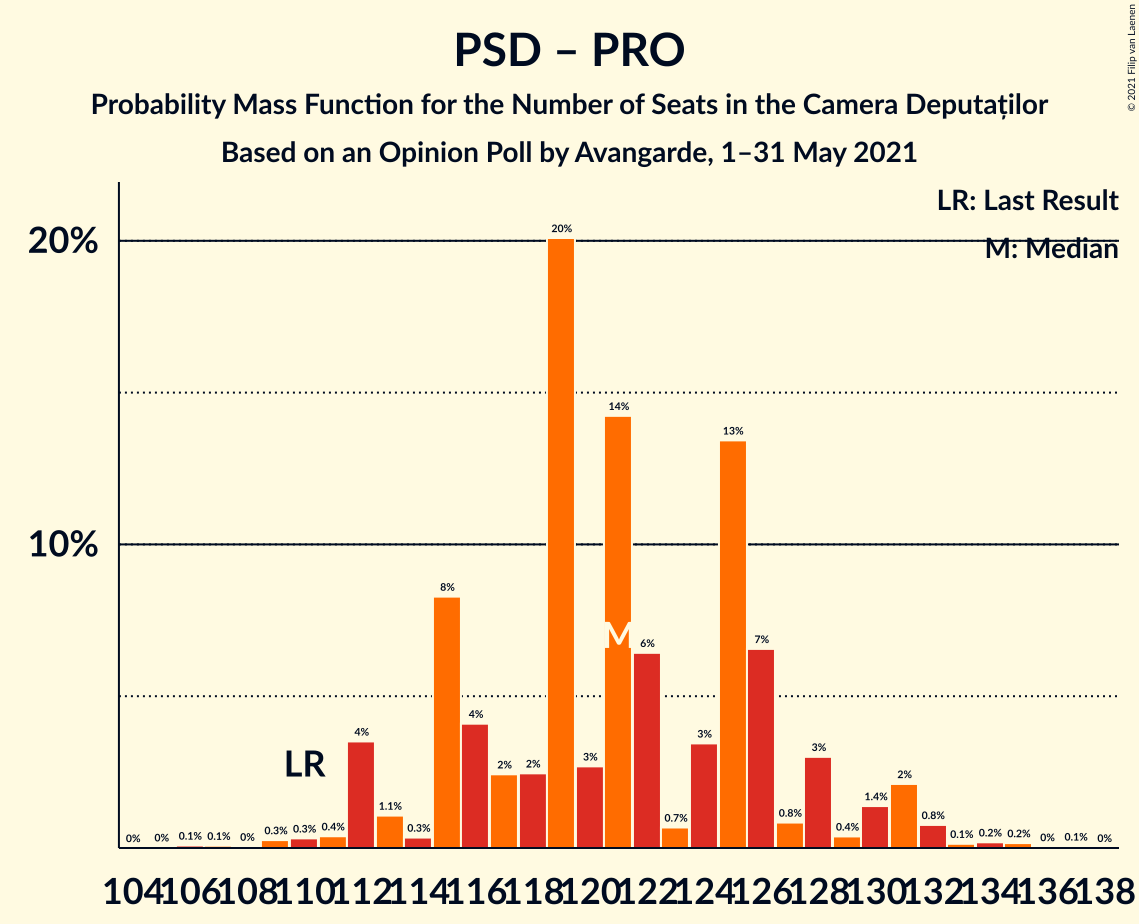 PSD – PRO
Probability Mass Function for the Number of Seats in the Camera Deputaților
Based on an Opinion Poll by Avangarde, 1–31 May 2021
© 2021 Filip van Laenen
LR: Last Result
M: Median
20%
10%
LR
M
0% 0% 0.1% 0.1% 0% 0.3% 0.3% 0.4% 4% 1.1% 0.3% 8% 4% 2% 2% 20% 3% 14% 6% 0.7% 3% 13% 7% 0.8% 3% 0.4% 1.4% 2% 0.8% 0.1% 0.2% 0.2% 0% 0.1% 0%
104 106 108 110 112 114 116 118 120 122 124 126 128 130 132 134 136 138